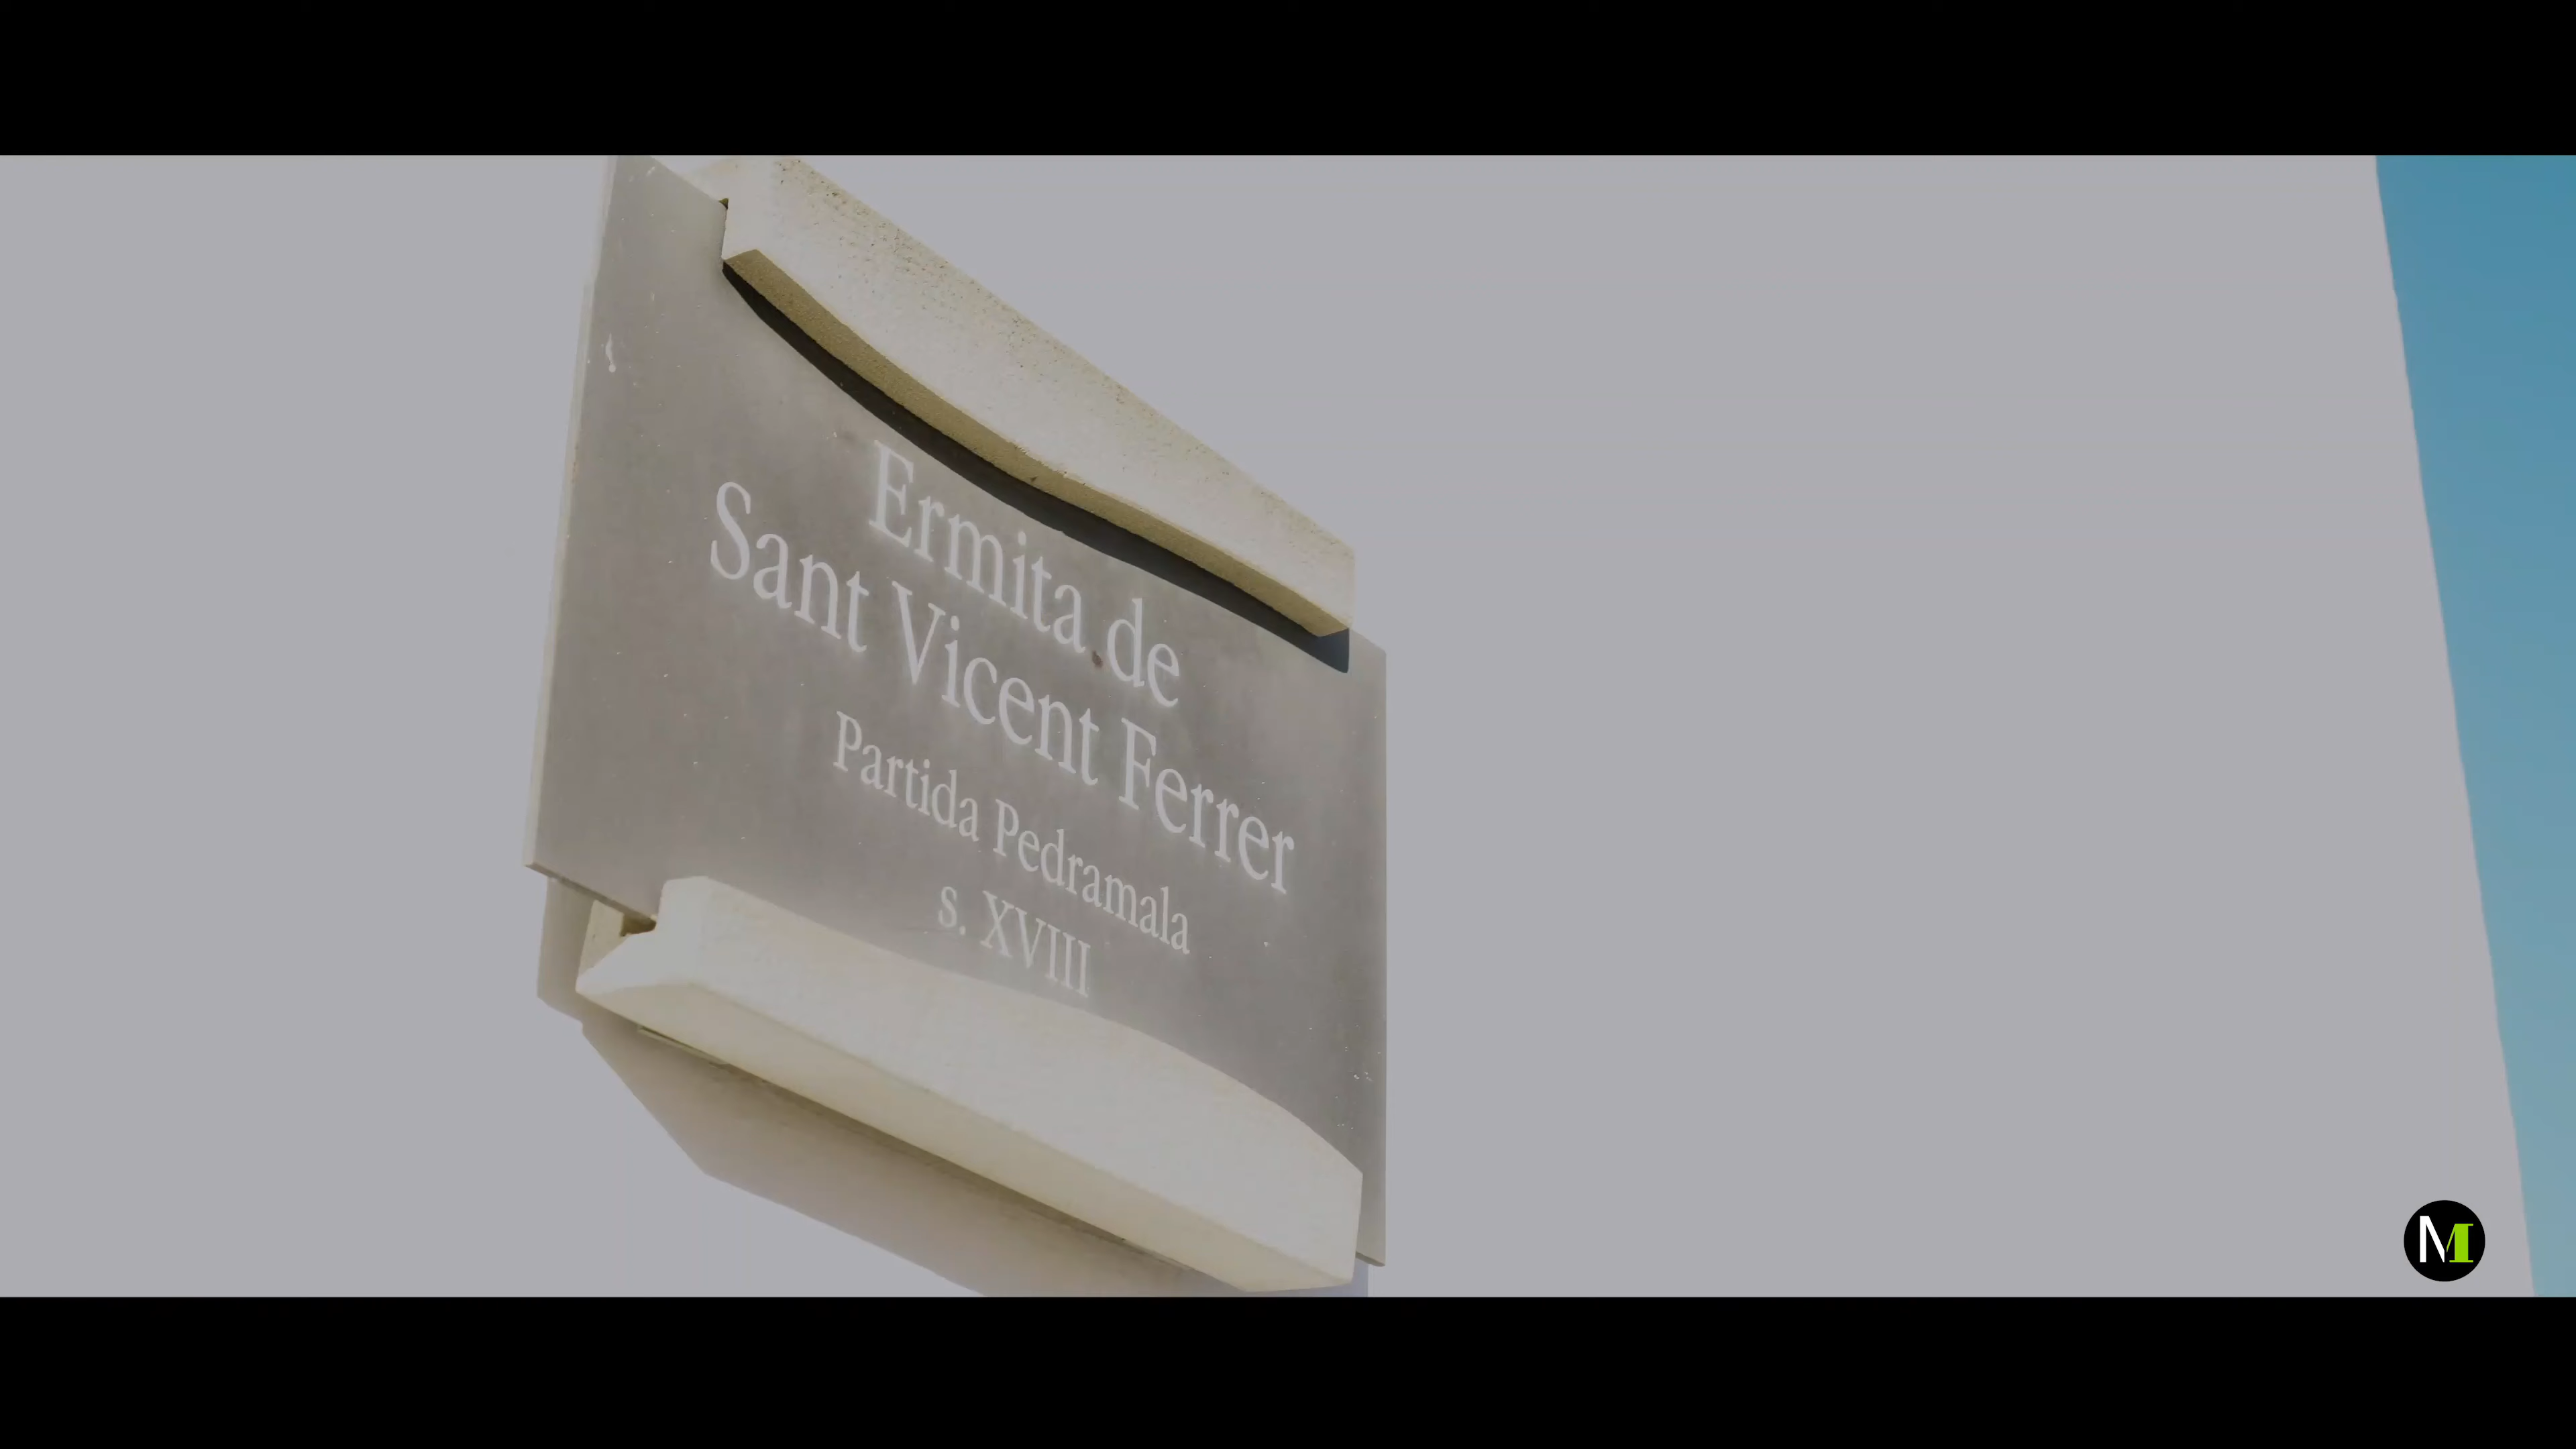 Ermita de
Sant Vicent Ferrer
Partida Pedramala
s. XVIII
M